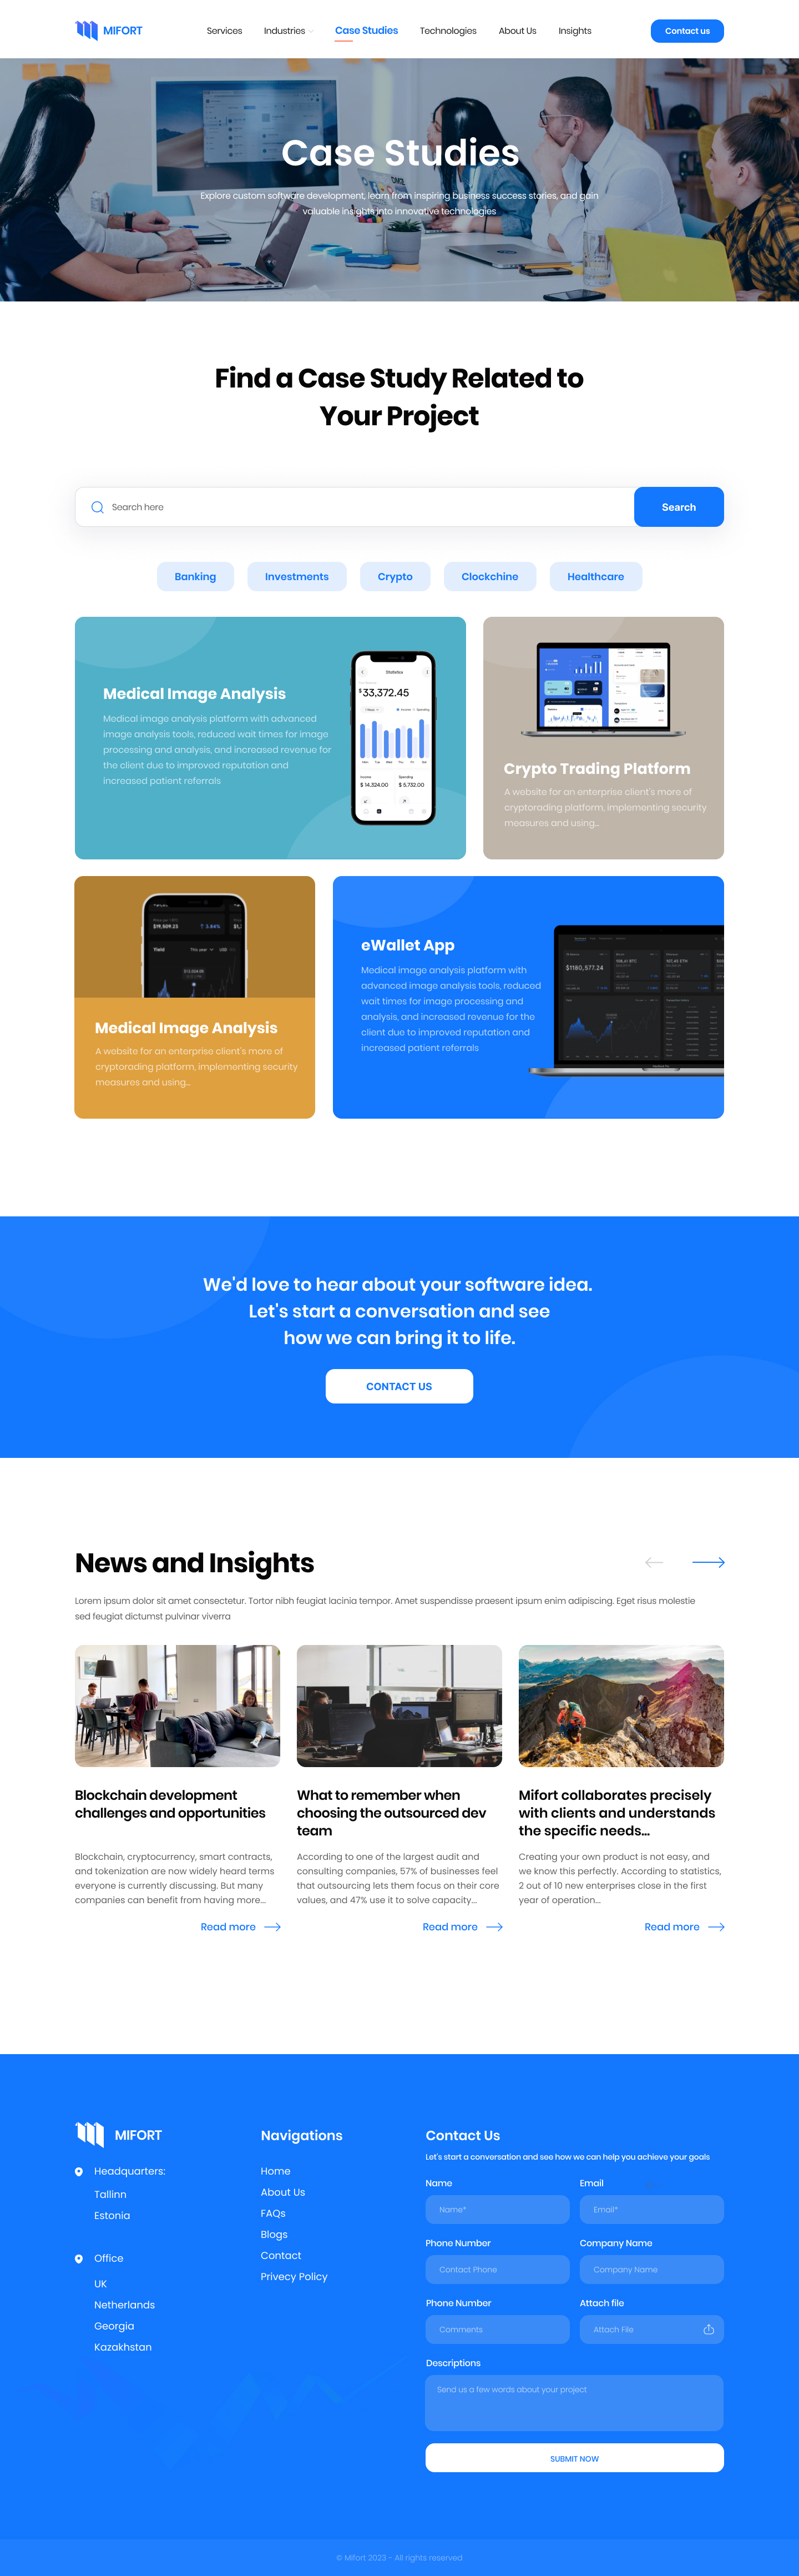 MIFORT
Services
Industries
Case Studies
Technologies
About Us
Insights
Contact us
Case Studies
Explore custom software development, learn from inspiring business success stories, and gain
valuable insights into innovative technologies
Find a Case Study Related to
Your Project
Search here
Search
Banking
Investments
Crypto
Clockchine
Healthcare
Medical Image Analysis
Medical image analysis platform with advanced
image analysis tools, reduced wait times for image
processing and analysis, and increased revenue for
the client due to improved reputation and
increased patient referrals
Statistics
$33,372.45
Income
Spending
$ 14,324.00
$ 5,732.00
Crypto Trading Platform
A website for an enterprise client's more of
cryptorading platform, implementing security
measures and using...
$19,509.23
3.84%
Yield
This year
Medical Image Analysis
A website for an enterprise client's more of
cryptorading platform, implementing security
measures and using...
eWallet App
Medical image analysis platform with
advanced image analysis tools, reduced
wait times for image processing and
analysis, and increased revenue for the
client due to improved reputation and
increased patient referrals
$1180,577.24
We'd love to hear about your software idea.
Let's start a conversation and see
how we can bring it to life.
CONTACT US
News and Insights
Lorem ipsum dolor sit amet consectetur. Tortor nibh feugiat lacinia tempor. Amet suspendisse praesent ipsum enim adipiscing. Eget risus molestie
sed feugiat dictumst pulvinar viverra
Blockchain development
challenges and opportunities
Blockchain, cryptocurrency, smart contracts,
and tokenization are now widely heard terms
everyone is currently discussing. But many
companies can benefit from having more...
Read more
What to remember when
choosing the outsourced dev
team
According to one of the largest audit and
consulting companies, 57% of businesses feel
that outsourcing lets them focus on their core
values, and 47% use it to solve capacity...
Read more
Mifort collaborates precisely
with clients and understands
the specific needs...
Creating your own product is not easy, and
we know this perfectly. According to statistics,
2 out of 10 new enterprises close in the first
year of operation...
Read more
MIFORT
Headquarters:
Tallinn
Estonia
Office
UK
Netherlands
Georgia
Kazakhstan
Navigations
Home
About Us
FAQs
Blogs
Contact
Privecy Policy
Contact Us
Let's start a conversation and see how we can help you achieve your goals
Name
Email
Name*
Email*
Phone Number
Company Name
Contact Phone
Company Name
Phone Number
Attach file
Comments
Attach File
Descriptions
Send us a few words about your project
SUBMIT NOW
© Mifort 2023 - All rights reserved